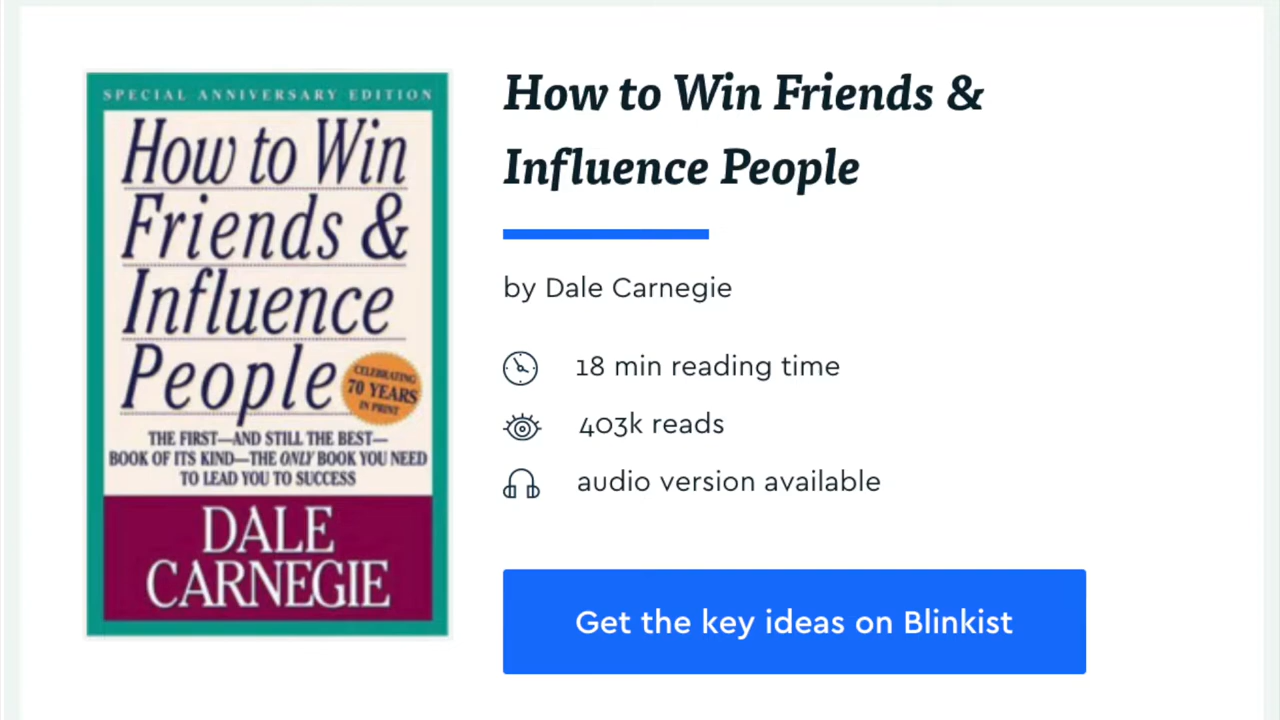 SPECIAL ANNIVERSARY EDITION
How to Win
Friends &
Influence
People
CELEBRATING
70 YEARS
IN PRINT
THE FIRST—AND STILL THE BEST—
BOOK OF ITS KIND—THE ONLY BOOK YOU NEED
TO LEAD YOU TO SUCCESS
DALE
CARNEGIE
How to Win Friends &
Influence People
by Dale Carnegie
18 min reading time
403k reads
audio version available
Get the key ideas on Blinkist